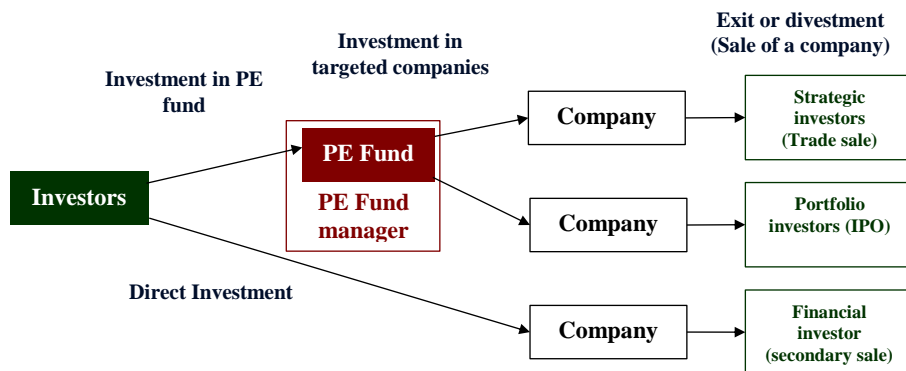 Exit or divestment
(Sale of a company)
Investment in
targeted companies
Investment in PE
fund
Company
Strategic
investors
(Trade sale)
PE Fund
PE Fund
manager
Investors
Company
Portfolio
investors (IPO)
Direct Investment
Company
Financial
investor
(secondary sale)